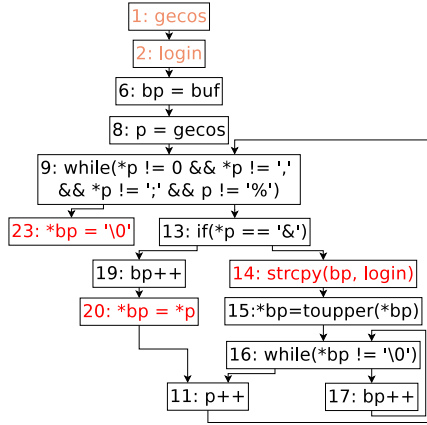 1: gecos
2: login
6: bp = buf
8: p = gecos
9: while(*p != 0 && *p != ','
&& *p != ';' && p != '%')
23: *bp = '\0'
13: if(*p == '&')
19: bp++
14: strcpy(bp, login)
20: *bp = *p
15:*bp=toupper(*bp)
16: while(*bp != '\0')
11: p++
17: bp++